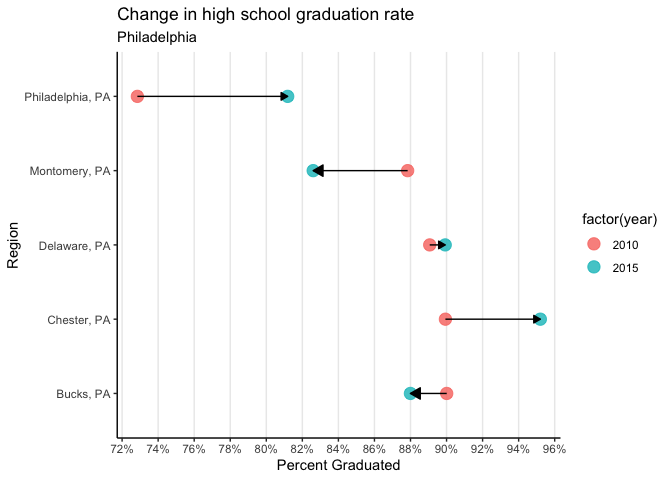 Change in high school graduation rate
Philadelphia
Region
Philadelphia, PA
Montomery, PA
Delaware, PA
Chester, PA
Bucks, PA
72% 74% 76% 78% 80% 82% 84% 86% 88% 90% 92% 94% 96%
Percent Graduated
factor(year)
2010
2015